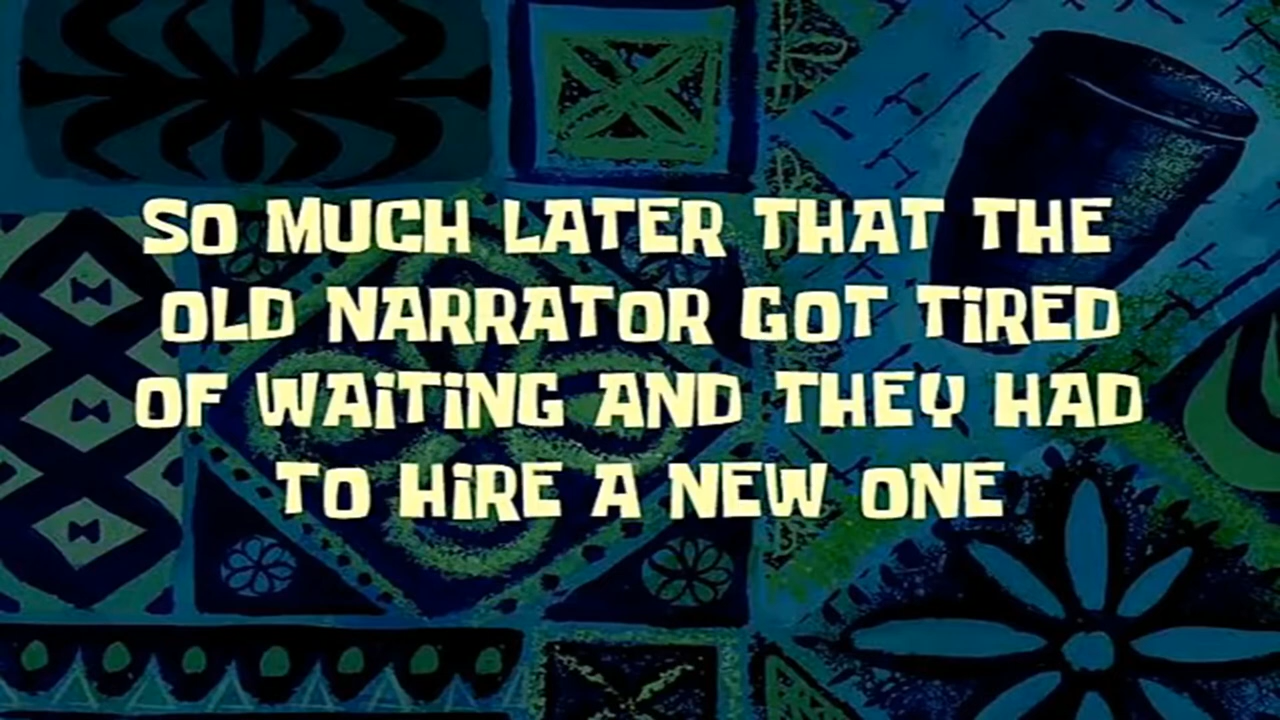 SO MUCH LATER THAT THE
OLD NARRATOR GOT TiRED
OF WAiTiNG AND THEY HAD
TO HiRE A NEW ONE